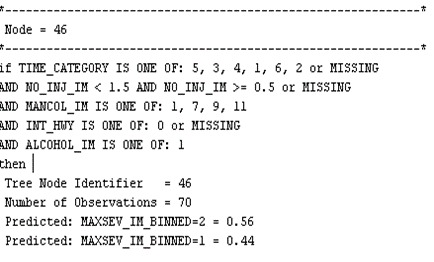 *------------------------------------------------------------*
Node = 46
*------------------------------------------------------------*
if TIME_CATEGORY IS ONE OF: 5, 3, 4, 1, 6, 2 or MISSING
AND NO_INJ_IM < 1.5 AND NO_INJ_IM >= 0.5 or MISSING
AND MANCOL_IM IS ONE OF: 1, 7, 9, 11
AND INT_HWY IS ONE OF: 0 or MISSING
AND ALCOHOL_IM IS ONE OF: 1
then
Tree Node Identifier   = 46
Number of Observations = 70
Predicted: MAXSEV_IM_BINNED=2 = 0.56
Predicted: MAXSEV_IM_BINNED=1 = 0.44